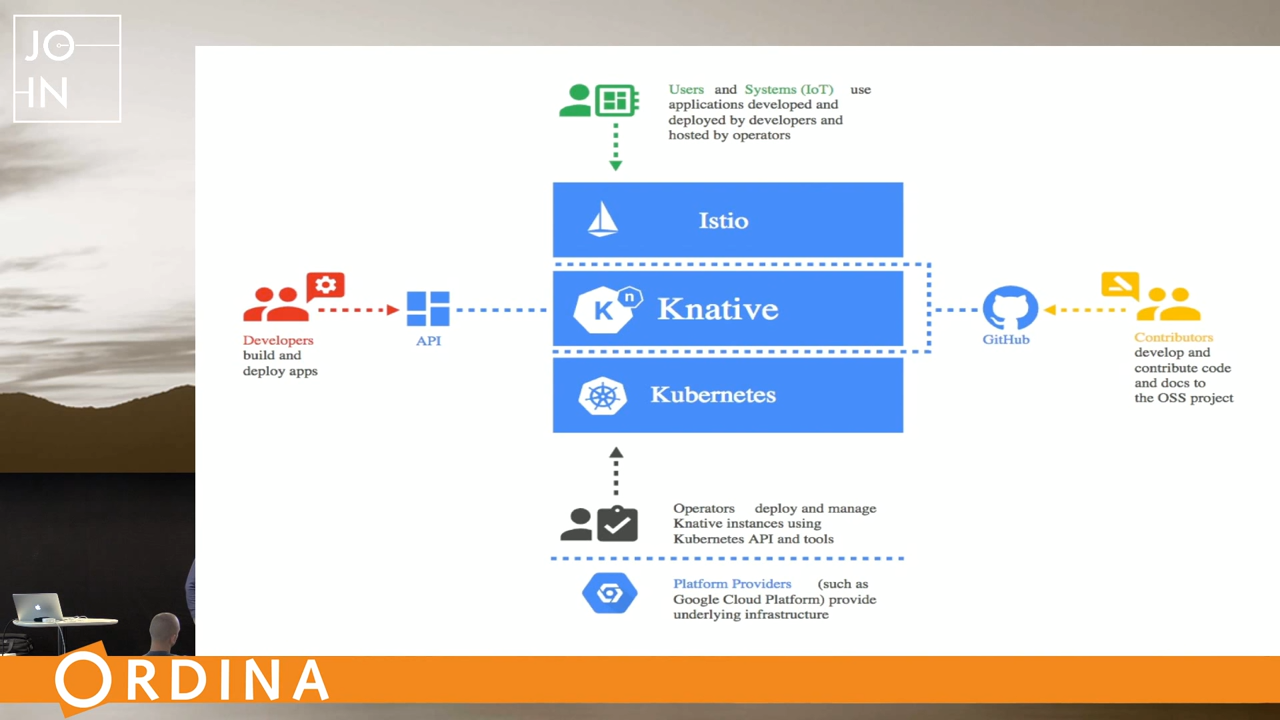 JO
IN
Users and Systems (IoT) use
applications developed and
deployed by developers and
hosted by operators
Istio
K
n
Knative
Kubernetes
Developers
build and
deploy apps
API
GitHub
Contributors
develop and
contribute code
and docs to
the OSS project
Operators deploy and manage
Knative instances using
Kubernetes API and tools
Platform Providers (such as
Google Cloud Platform) provide
underlying infrastructure
ORDINA